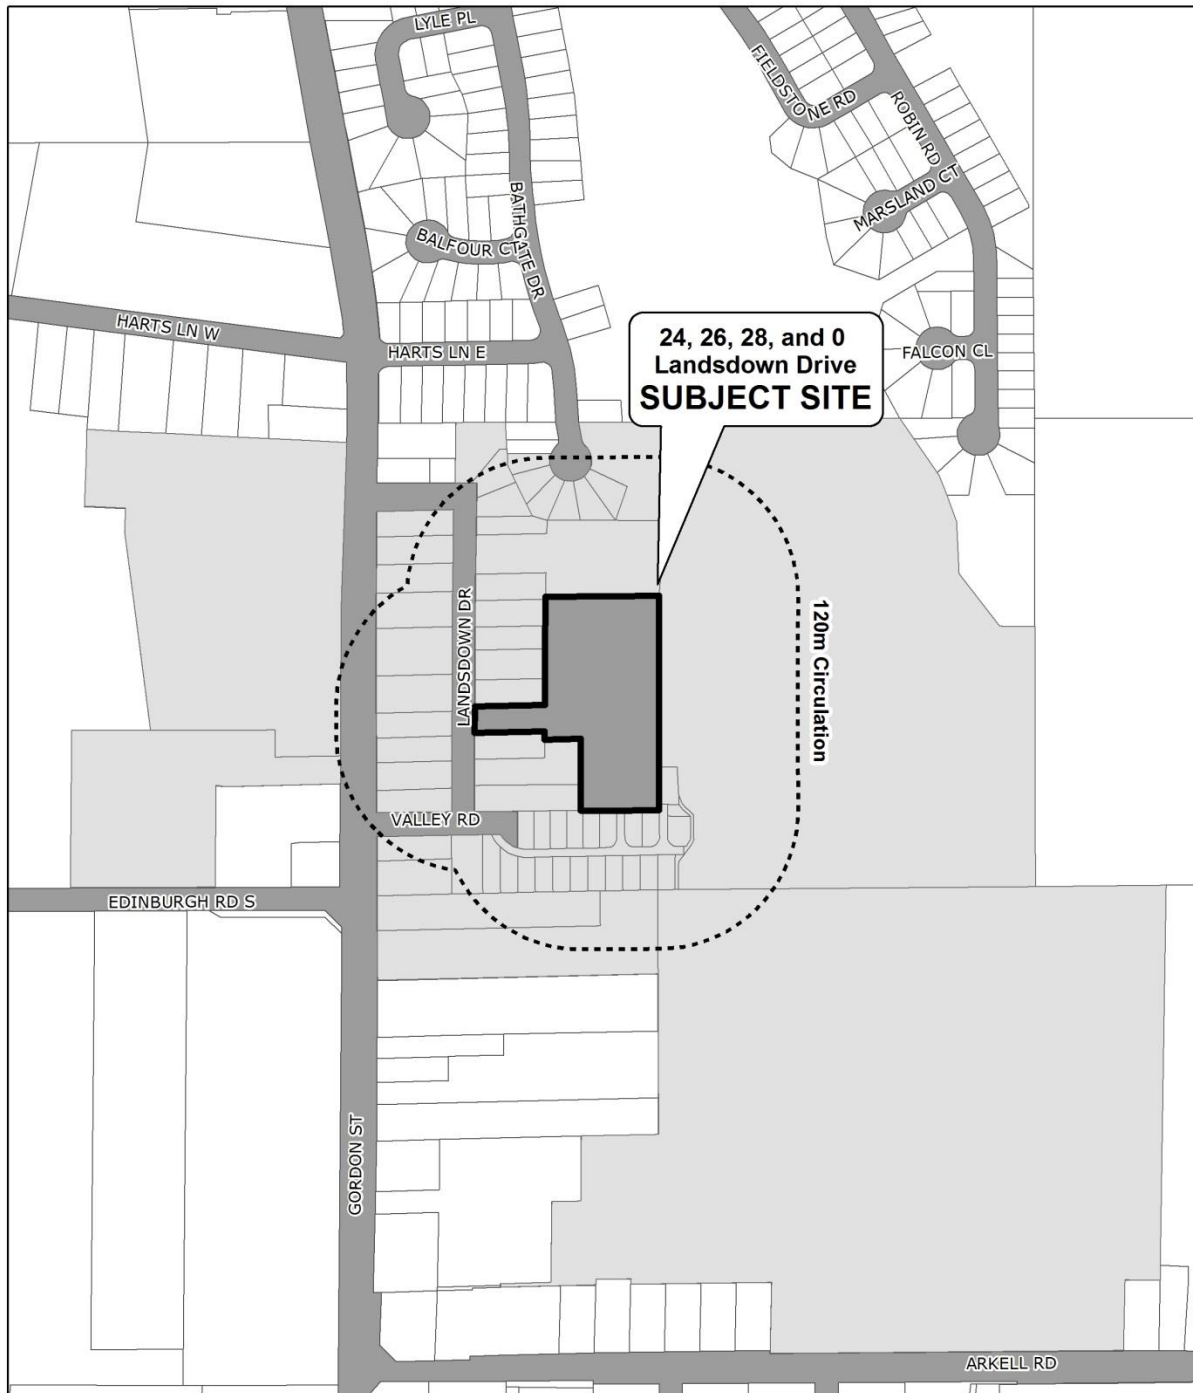 LYLE PL
FIELDSTONE RD
ROBIN RD
MARSLAND CT
BATHGATE DR
BALFOUR CT
HARTS LN W
HARTS LN E
24, 26, 28, and 0
Landsdown Drive
SUBJECT SITE
FALCON CL
LANDSDOWN DR
120m Circulation
VALLEY RD
EDINBURGH RD S
GORDON ST
ARKELL RD